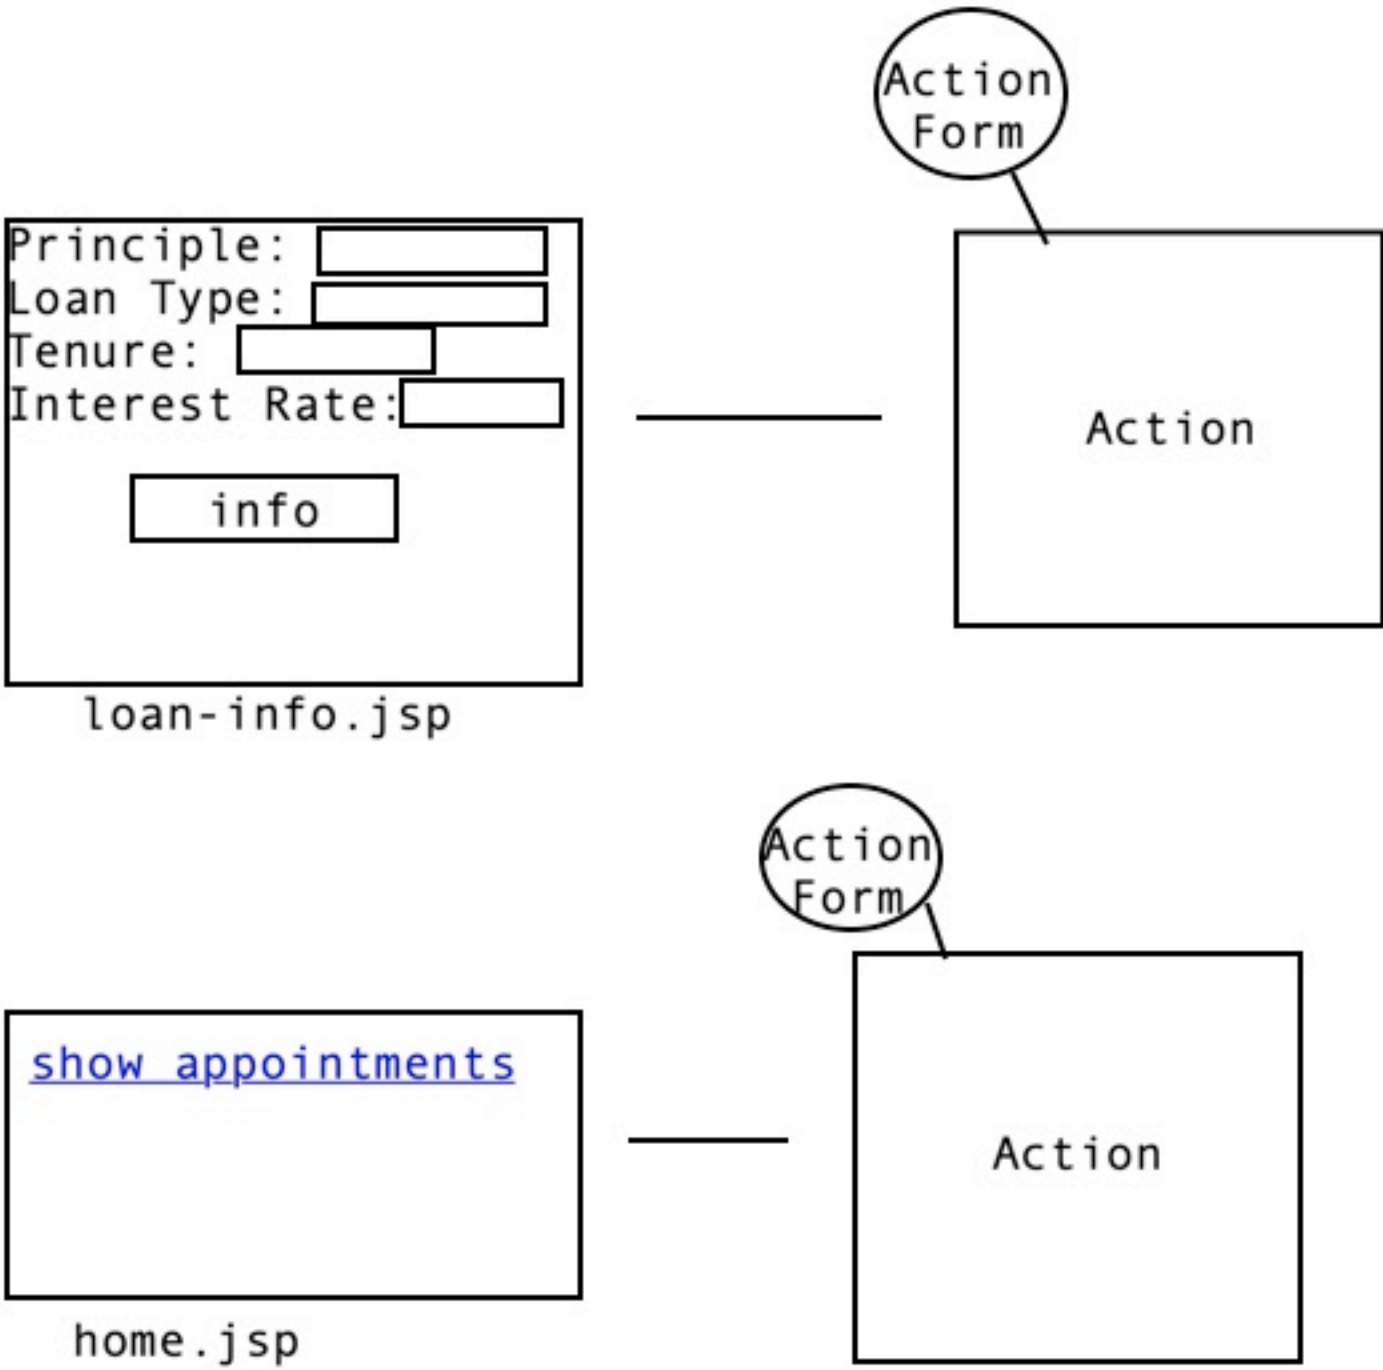 Action
Form
Principle:
Loan Type:
Tenure:
Interest Rate:
info
Action
loan-info.jsp
Action
Form
show appointments
Action
home.jsp